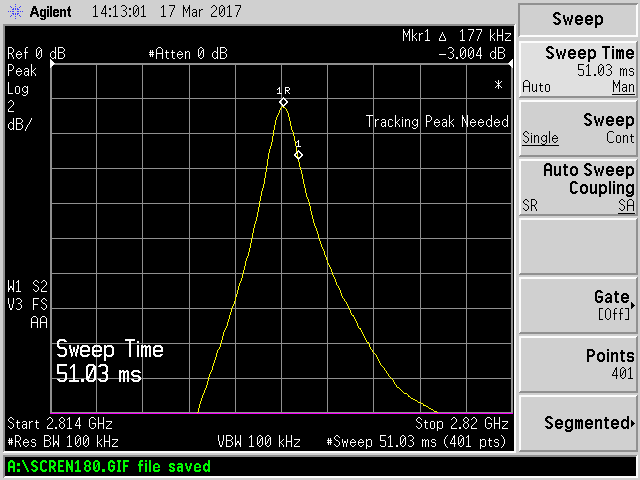 Agilent 14:13:01 17 Mar 2017
Mkr1 Δ 177 kHz
Ref 0 dB #Atten 0 dB -3.004 dB
Peak
Log
2
dB/
1R
*
Tracking Peak Needed
1
W1 S2
V3 FS
AA
Sweep Time
51.03 ms
Start 2.814 GHz Stop 2.82 GHz
#Res BW 100 kHz VBW 100 kHz #Sweep 51.03 ms (401 pts)
A:\SCREN180.GIF file saved
Sweep
Sweep Time
51.03 ms
Auto Man
Sweep
Single Cont
Auto Sweep
Coupling
SR SA
Gate
[Off]
Points
401
Segmented